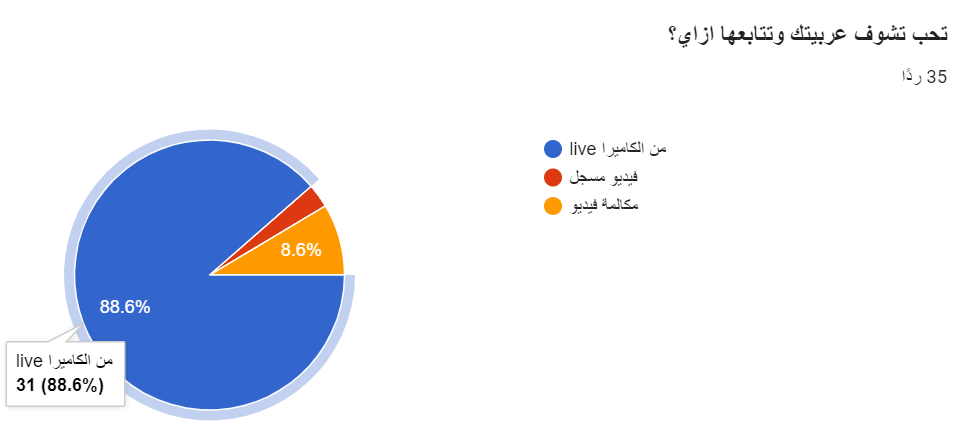 تحب تشوف عربيتك وتتابعها ازاي؟
35 ردًا
من الكاميرا live
فيديو مسجل
مكالمة فيديو
8.6%
88.6%
من الكاميرا live
31 (88.6%)